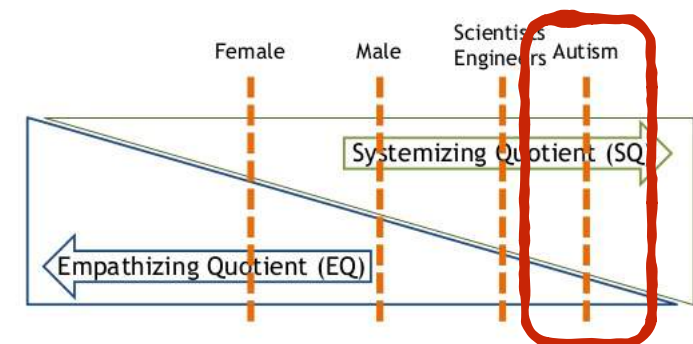 Female
Male
Scientists
Engineers
Autism
Systemizing Quotient (SQ)
Empathizing Quotient (EQ)